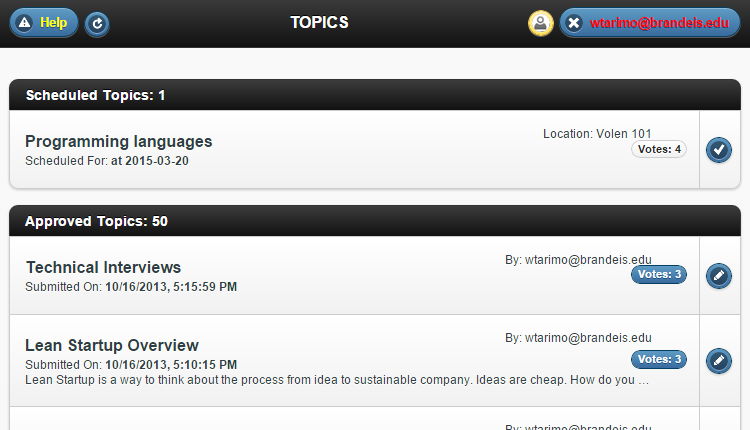 Help
TOPICS
wtarimo@brandeis.edu
Scheduled Topics: 1
Programming languages
Location: Volen 101
Scheduled For: at 2015-03-20
Votes: 4
Approved Topics: 50
Technical Interviews
By: wtarimo@brandeis.edu
Submitted On: 10/16/2013, 5:15:59 PM
Votes: 3
Lean Startup Overview
By: wtarimo@brandeis.edu
Submitted On: 10/16/2013, 5:10:15 PM
Votes: 3
Lean Startup is a way to think about the process from idea to sustainable company. Ideas are cheap. How do you …
By: wtarimo@brandeis.edu